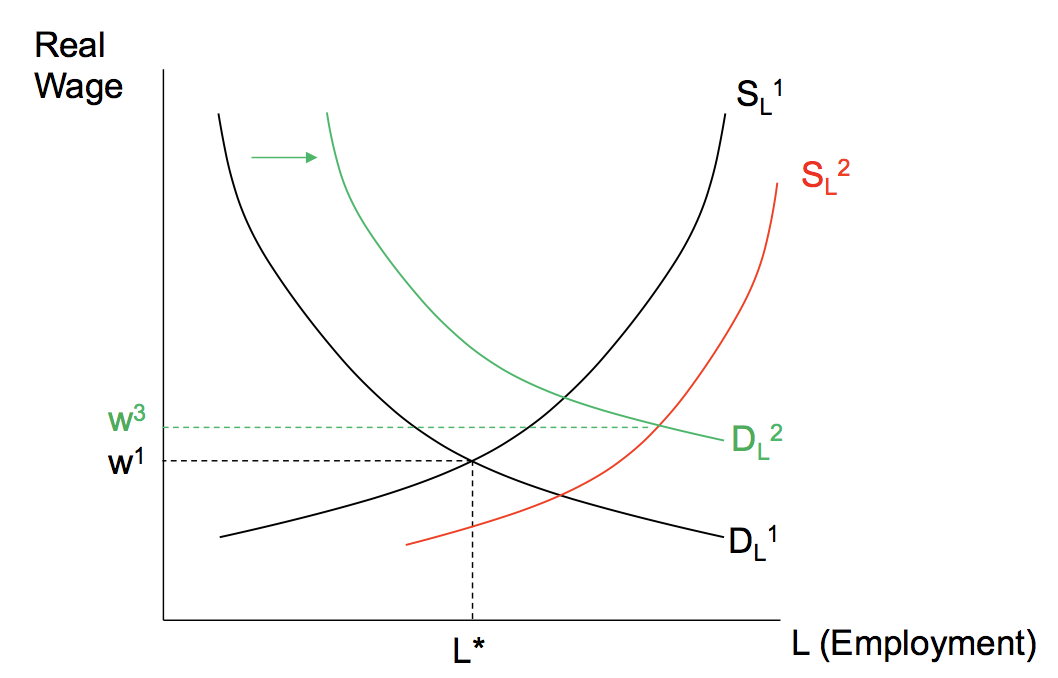 Real
Wage
S_L^1
S_L^2
w^3
D_L^2
w^1
D_L^1
L*
L (Employment)